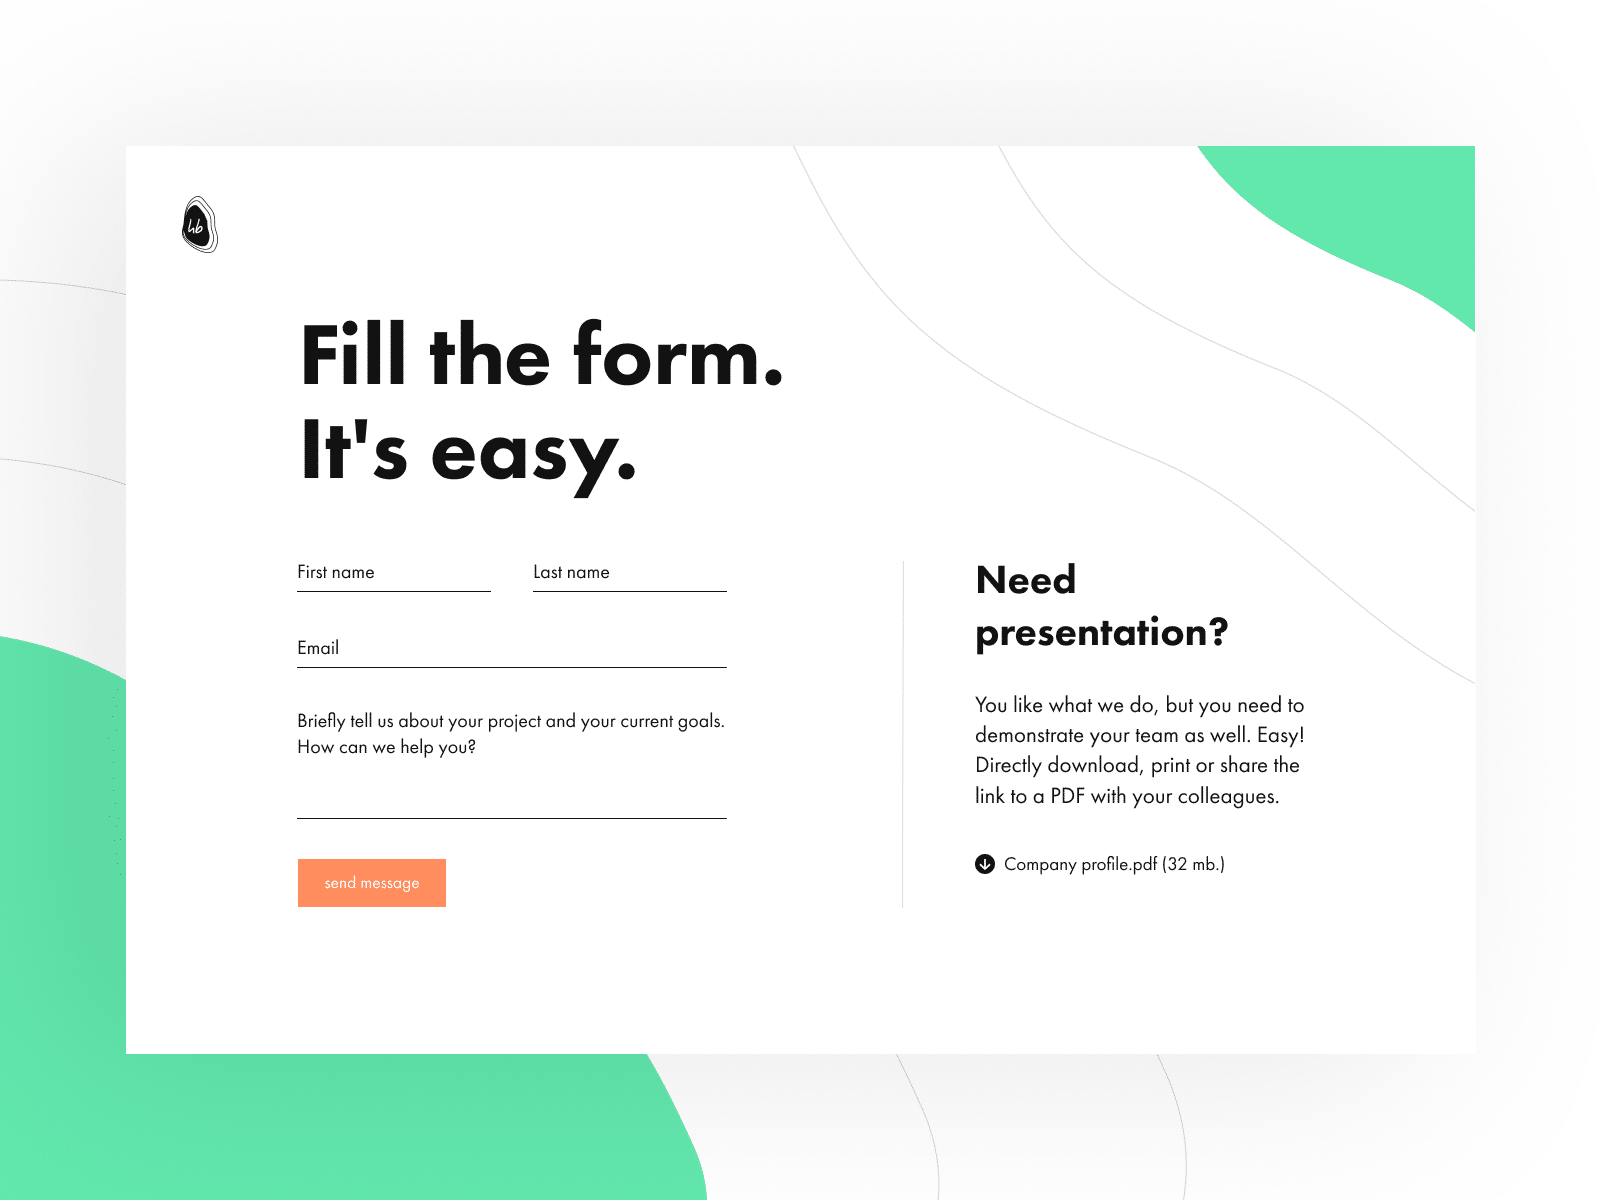 hb
Fill the form.
It's easy.
First name
Last name
Email
Briefly tell us about your project and your current goals.
How can we help you?
send message
Need
presentation?
You like what we do, but you need to
demonstrate your team as well. Easy!
Directly download, print or share the
link to a PDF with your colleagues.
Company profile.pdf (32 mb.)